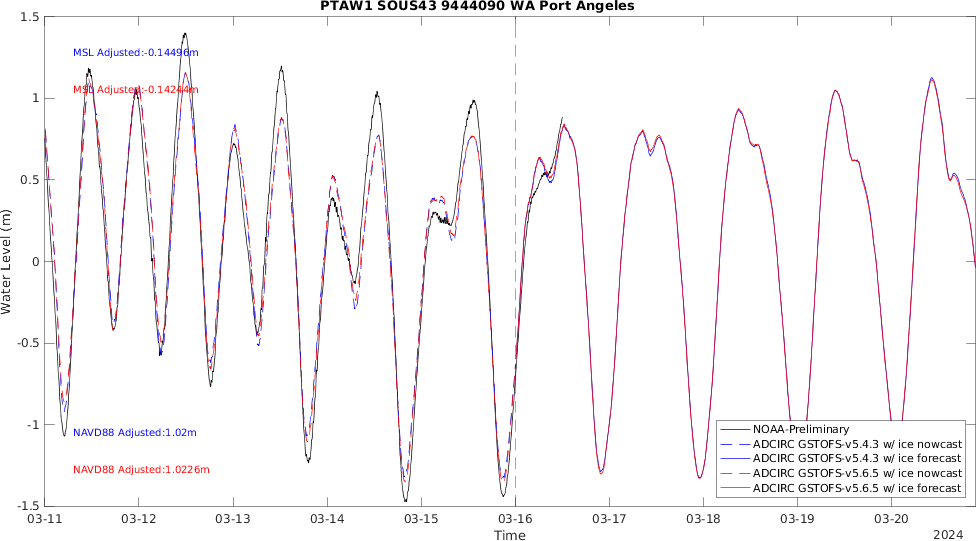 PTAW1 SOUS43 9444090 WA Port Angeles
1.5
1
0.5
0
-0.5
-1
-1.5
Water Level (m)
MSL Adjusted:-0.14496m
MSL Adjusted:-0.14244m
NAVD88 Adjusted:1.02m
NAVD88 Adjusted:1.0226m
NOAA-Preliminary
ADCIRC GSTOFS-v5.4.3 w/ ice nowcast
ADCIRC GSTOFS-v5.4.3 w/ ice forecast
ADCIRC GSTOFS-v5.6.5 w/ ice nowcast
ADCIRC GSTOFS-v5.6.5 w/ ice forecast
03-11 03-12 03-13 03-14 03-15 03-16 03-17 03-18 03-19 03-20
Time
2024